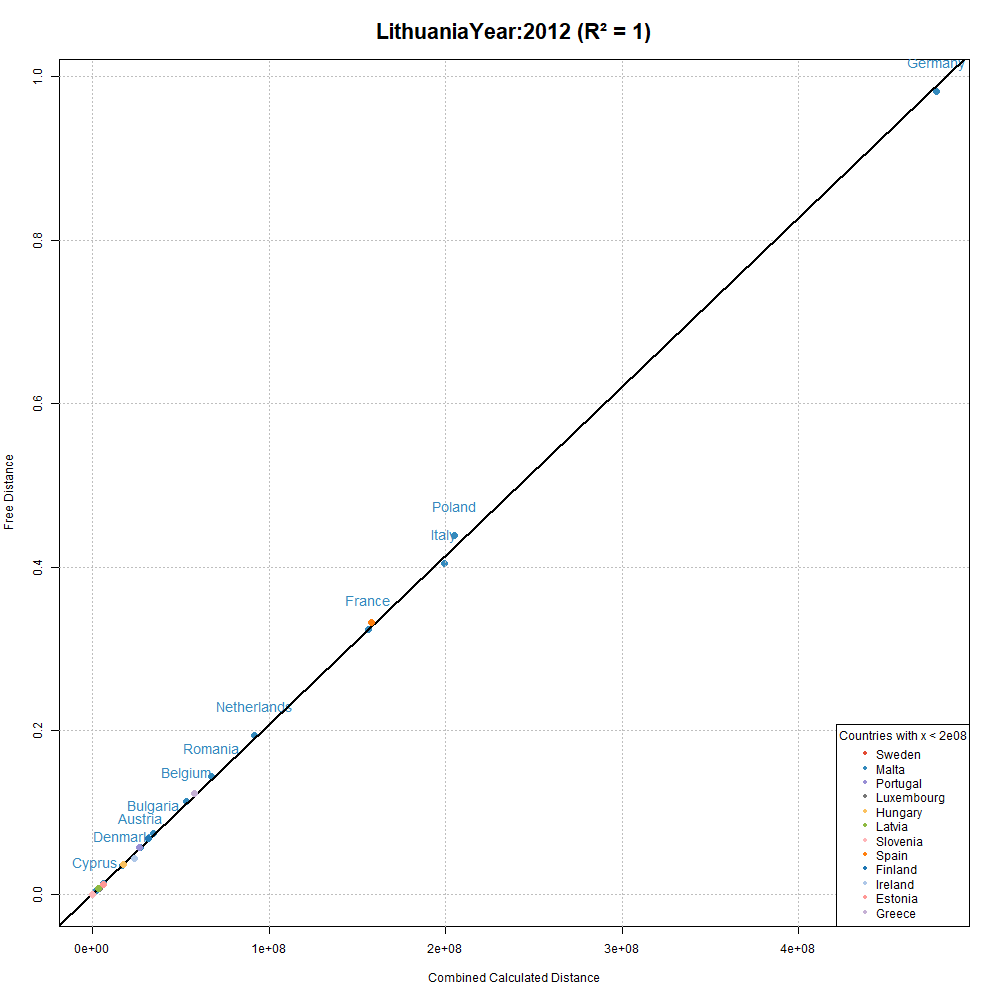 LithuaniaYear:2012 (R² = 1)
Germany
1.0
0.8
0.6
Free Distance
Poland
Italy
0.4
France
Netherlands
0.2
Romania
Belgium
Bulgaria
Austria
Denmark
Cyprus
0.0
Countries with x < 2e08
Sweden
Malta
Portugal
Luxembourg
Hungary
Latvia
Slovenia
Spain
Finland
Ireland
Estonia
Greece
0e+00 1e+08 2e+08 3e+08 4e+08
Combined Calculated Distance